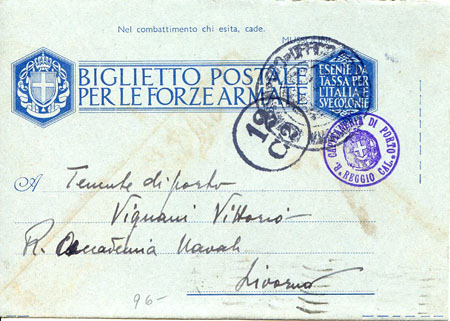 Nel combattimento chi esita, cade.
BIGLIETTO POSTALE
PER LE FORZE ARMATE
ESENTE DA
TASSA PER
L'ITALIA E
SUE COLONIE
12
C
CAPITANERIA DI PORTO
REGGIO CAL.
A Tenente di porto
Vignani Vittorio
R. Accademia Navale
Livorno
96-